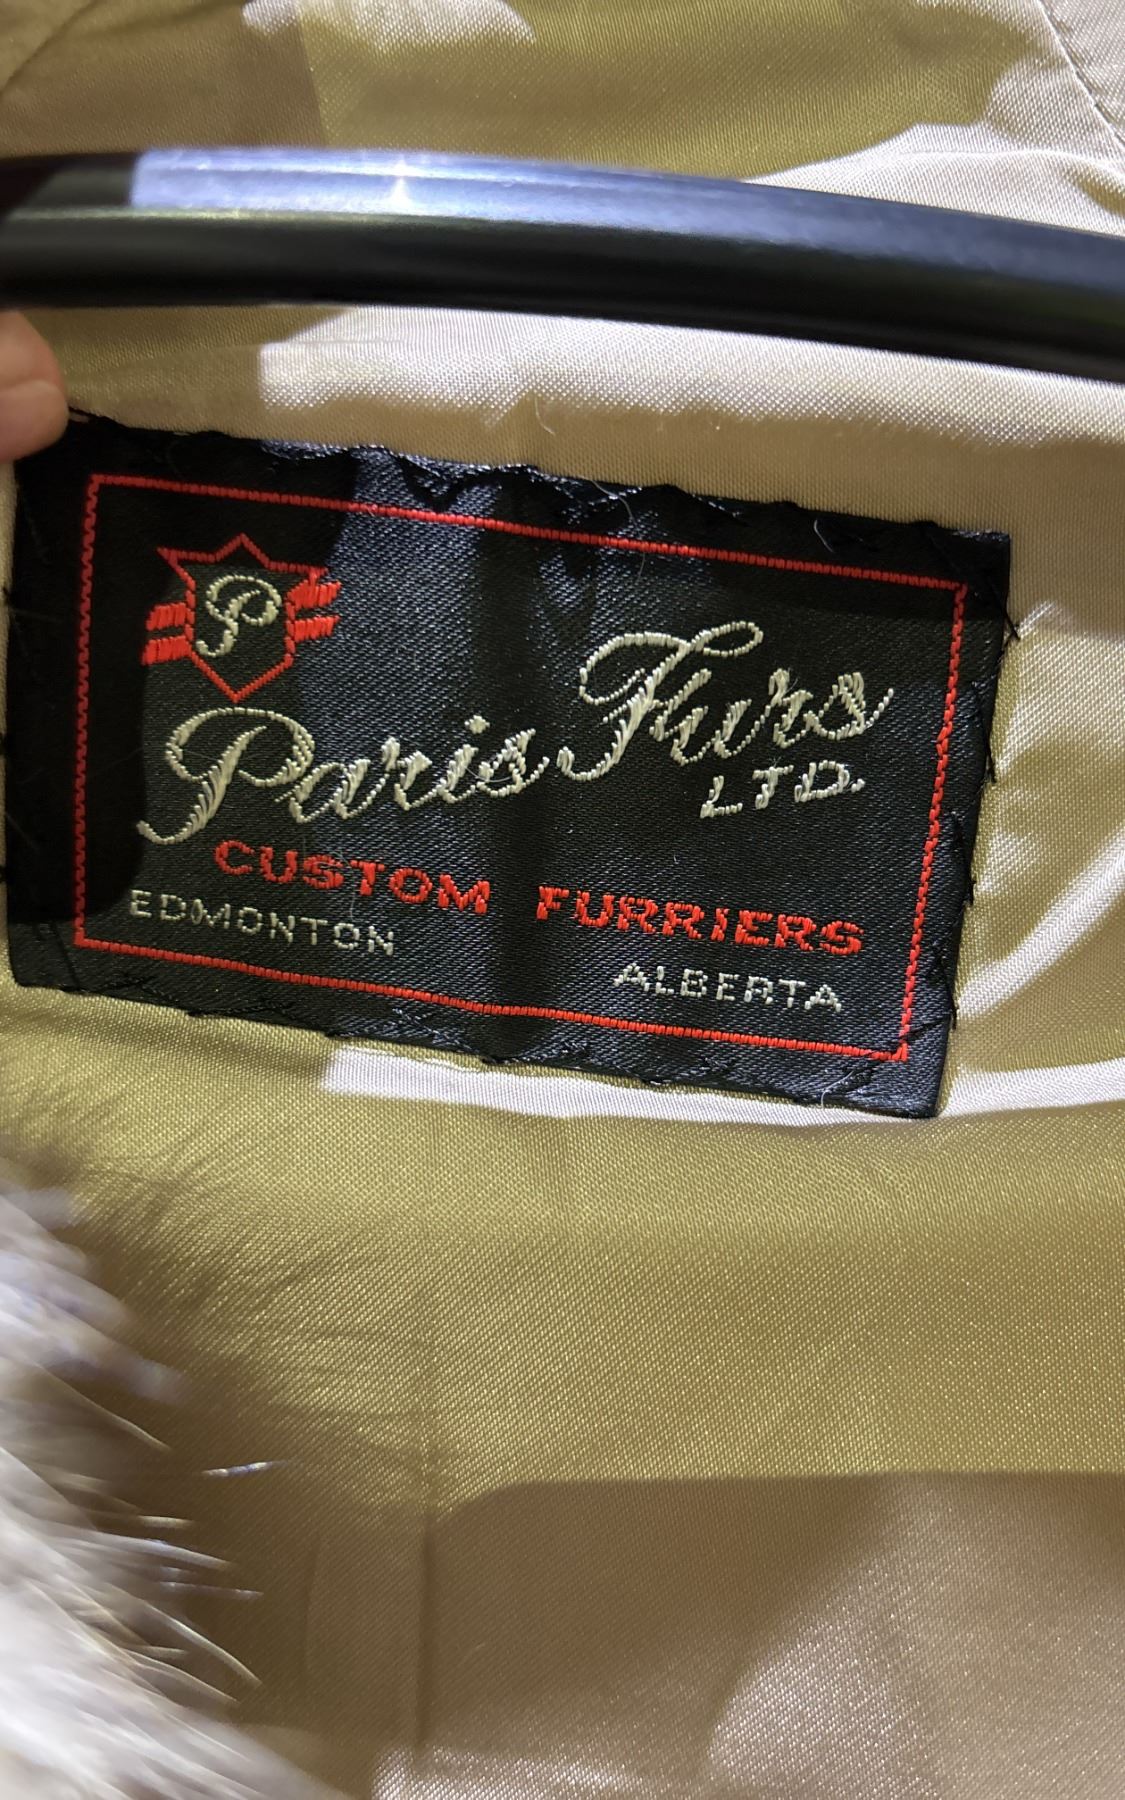 P
Paris Furs
LTD.
CUSTOM FURRIERS
EDMONTON
ALBERTA